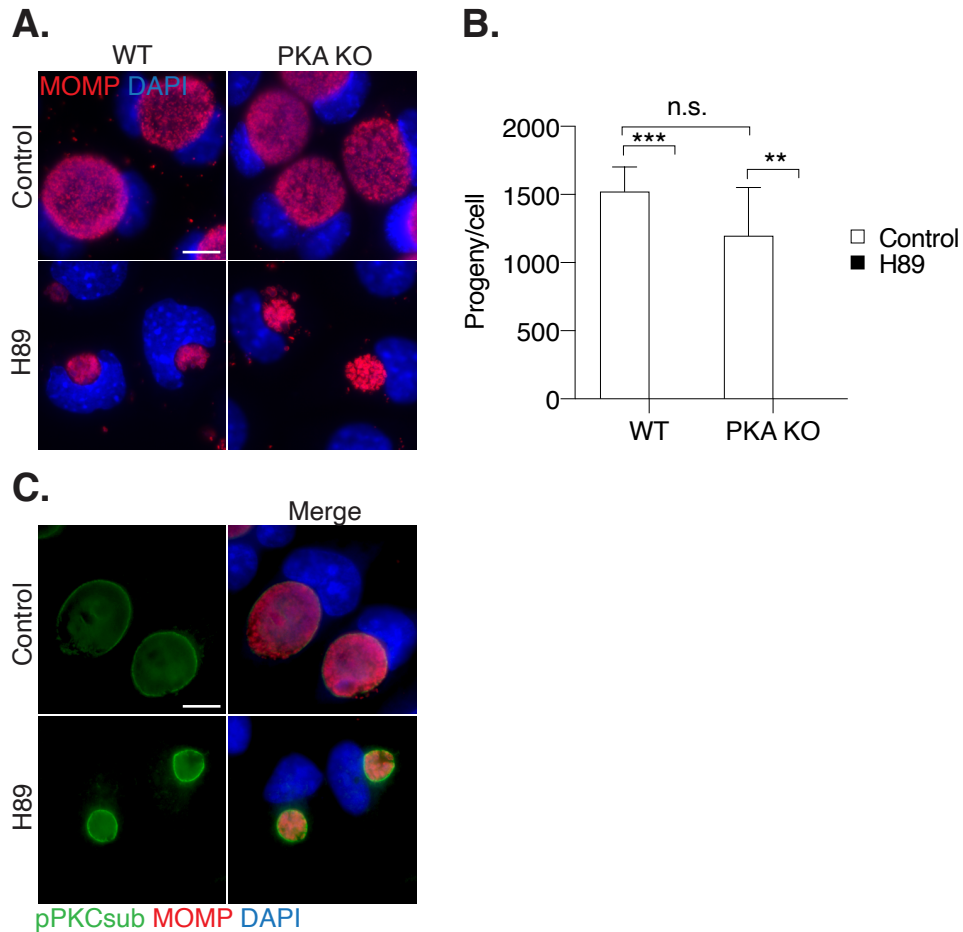 A.
WT PKA KO
MOMP DAPI
Control
H89
B.
n.s.
*** **
2000
1500
1000
500
0
Progeny/cell
WT PKA KO
Control
H89
C.
Merge
Control
H89
pPKCsub MOMP DAPI